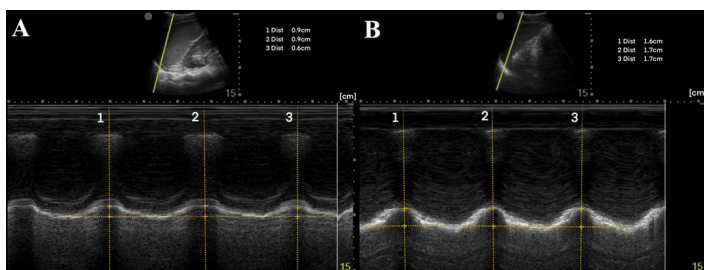 A
1 Dist 0.9cm
2 Dist 0.9cm
3 Dist 0.6cm
15
[cm]
1 2 3
B
1 Dist 1.6cm
2 Dist 1.7cm
3 Dist 1.7cm
15
[cm]
1 2 3
15
15